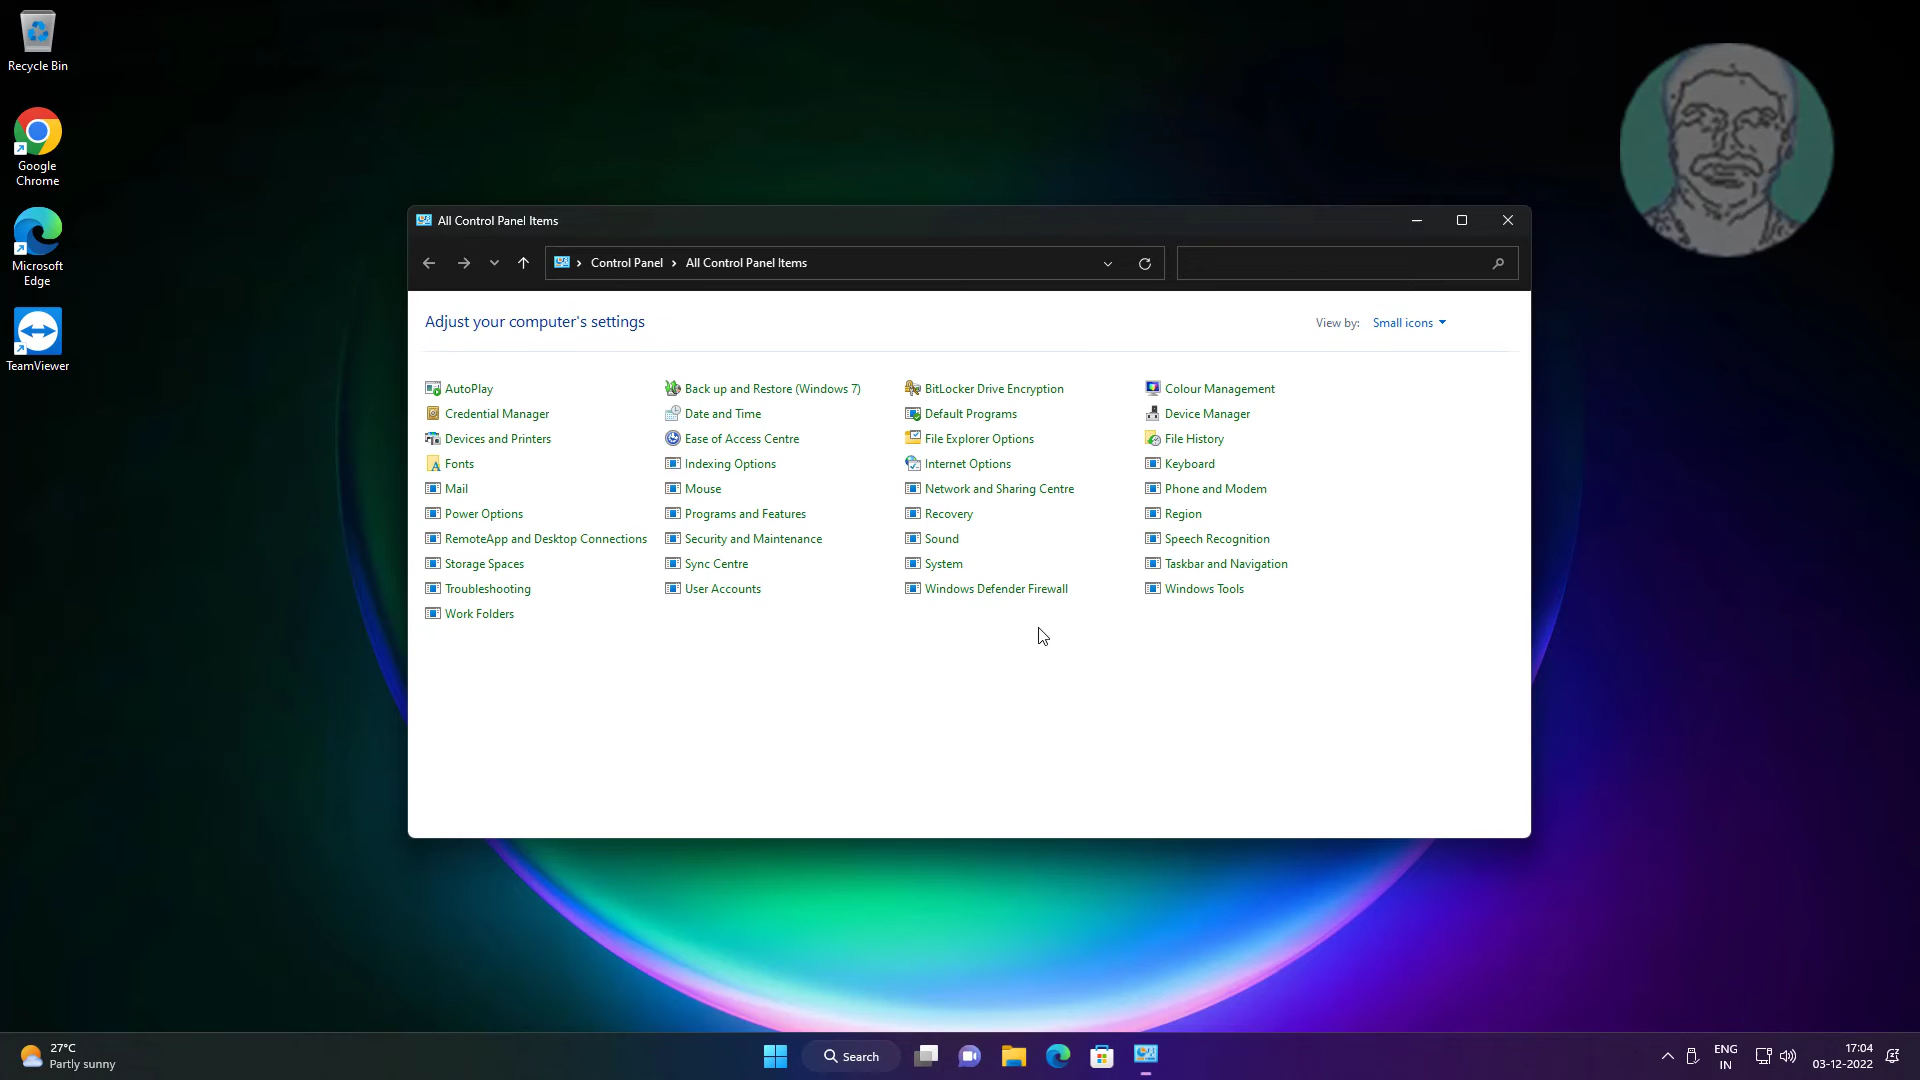 Recycle Bin
Google
Chrome
Microsoft
Edge
TeamViewer
All Control Panel Items
Control Panel
All Control Panel Items
Adjust your computer's settings
View by:
Small icons
AutoPlay
Back up and Restore (Windows 7)
BitLocker Drive Encryption
Colour Management
Credential Manager
Date and Time
Default Programs
Device Manager
Devices and Printers
Ease of Access Centre
File Explorer Options
File History
Fonts
Indexing Options
Internet Options
Keyboard
Mail
Mouse
Network and Sharing Centre
Phone and Modem
Power Options
Programs and Features
Recovery
Region
RemoteApp and Desktop Connections
Security and Maintenance
Sound
Speech Recognition
Storage Spaces
Sync Centre
System
Taskbar and Navigation
Troubleshooting
User Accounts
Windows Defender Firewall
Windows Tools
Work Folders
27°C
Partly sunny
Search
ENG
IN
17:04
03-12-2022